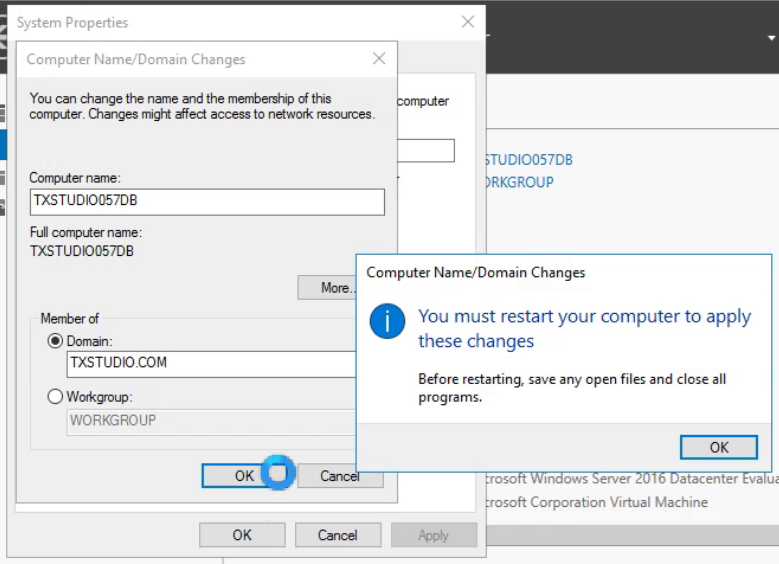 System Properties
Computer Name/Domain Changes
You can change the name and the membership of this
computer. Changes might affect access to network resources.
computer
Computer name:
TXSTUDIO057DB
Full computer name:
TXSTUDIO057DB
More..
Member of
Domain:
TXSTUDIO.COM
Workgroup:
WORKGROUP
OK
Cancel
OK
Cancel
Apply
STUDIO057DB
ORKGROUP
Computer Name/Domain Changes
You must restart your computer to apply
these changes
Before restarting, save any open files and close all
programs.
OK
crosoft Windows Server 2016 Datacenter Evalua
crosoft Corporation Virtual Machine